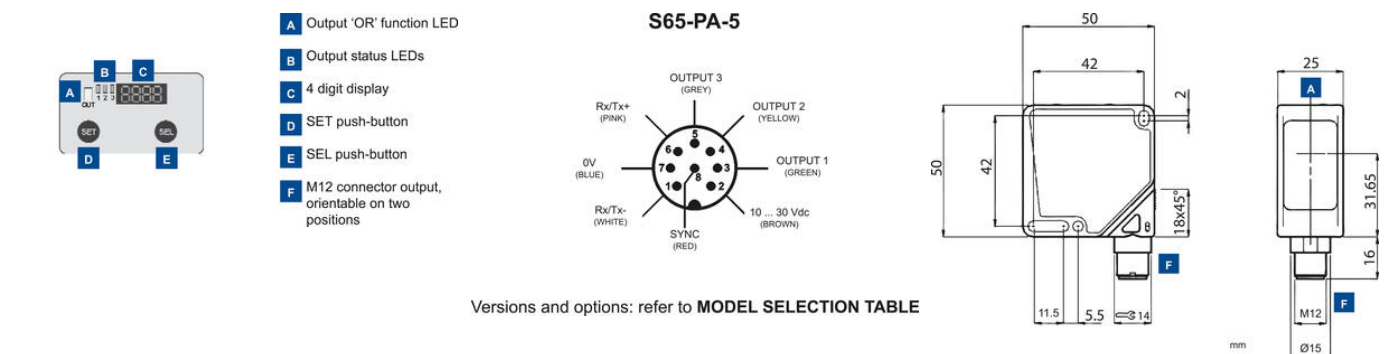 A
B
C
OUT
1 2 3
8888
SET
SEL
D
E
A Output 'OR' function LED
B Output status LEDs
C 4 digit display
D SET push-button
E SEL push-button
F M12 connector output,
orientable on two
positions
S65-PA-5
OUTPUT 3
(GREY)
Rx/Tx+
(PINK)
OUTPUT 2
(YELLOW)
5
6
4
0V
(BLUE)
7
3
8
OUTPUT 1
(GREEN)
1
2
Rx/Tx-
(WHITE)
10 ... 30 Vdc
(BROWN)
SYNC
(RED)
Versions and options: refer to MODEL SELECTION TABLE
50
42
2
50
42
18x45°
F
11.5
5.5
14
25
A
31.65
16
F
M12
mm
Ø15